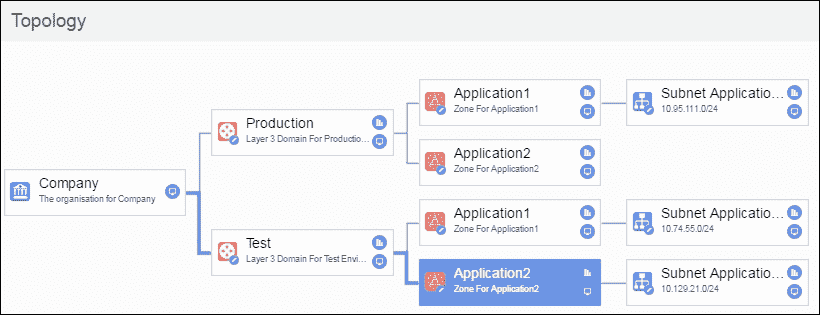 Topology
Company
The organisation for Company
Production
Layer 3 Domain For Productio...
Application1
Zone For Application1
Subnet Applicatio...
10.95.111.0/24
Application2
Zone For Application2
Test
Layer 3 Domain For Test Envi...
Application1
Zone For Application1
Subnet Applicatio...
10.74.55.0/24
Application2
Zone For Application2
Subnet Applicatio...
10.129.21.0/24